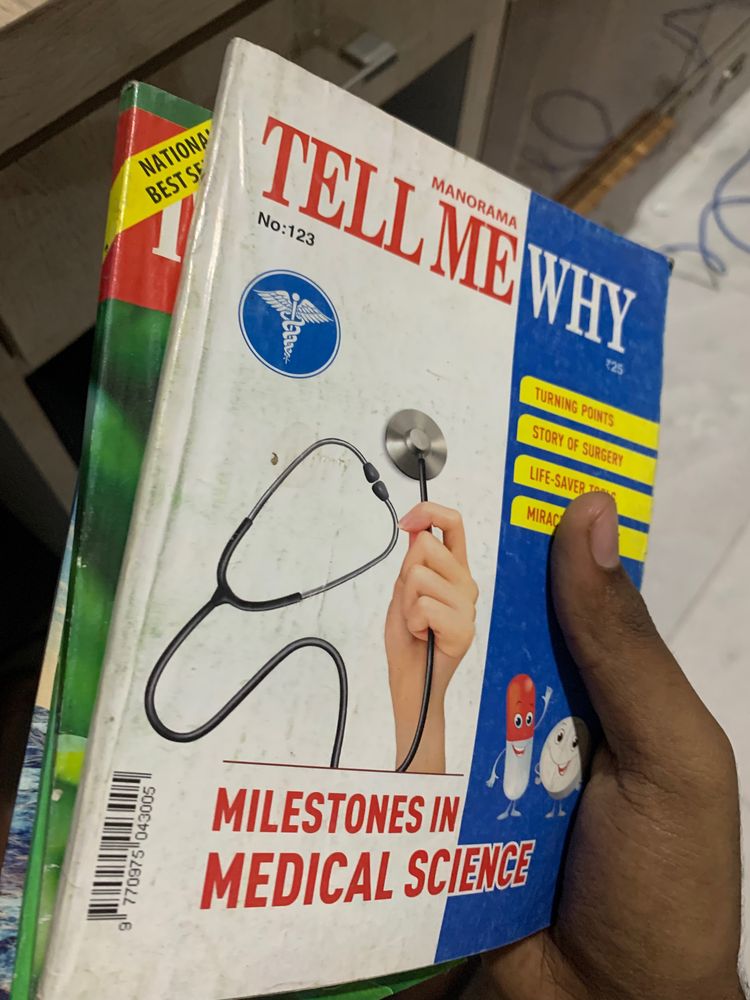 NATIONAL
BEST
MANORAMA
TELL ME WHY
No:123
₹25
TURNING POINTS
STORY OF SURGERY
LIFE-SAVER
MILESTONES IN
MEDICAL SCIENCE
9 770975 043005